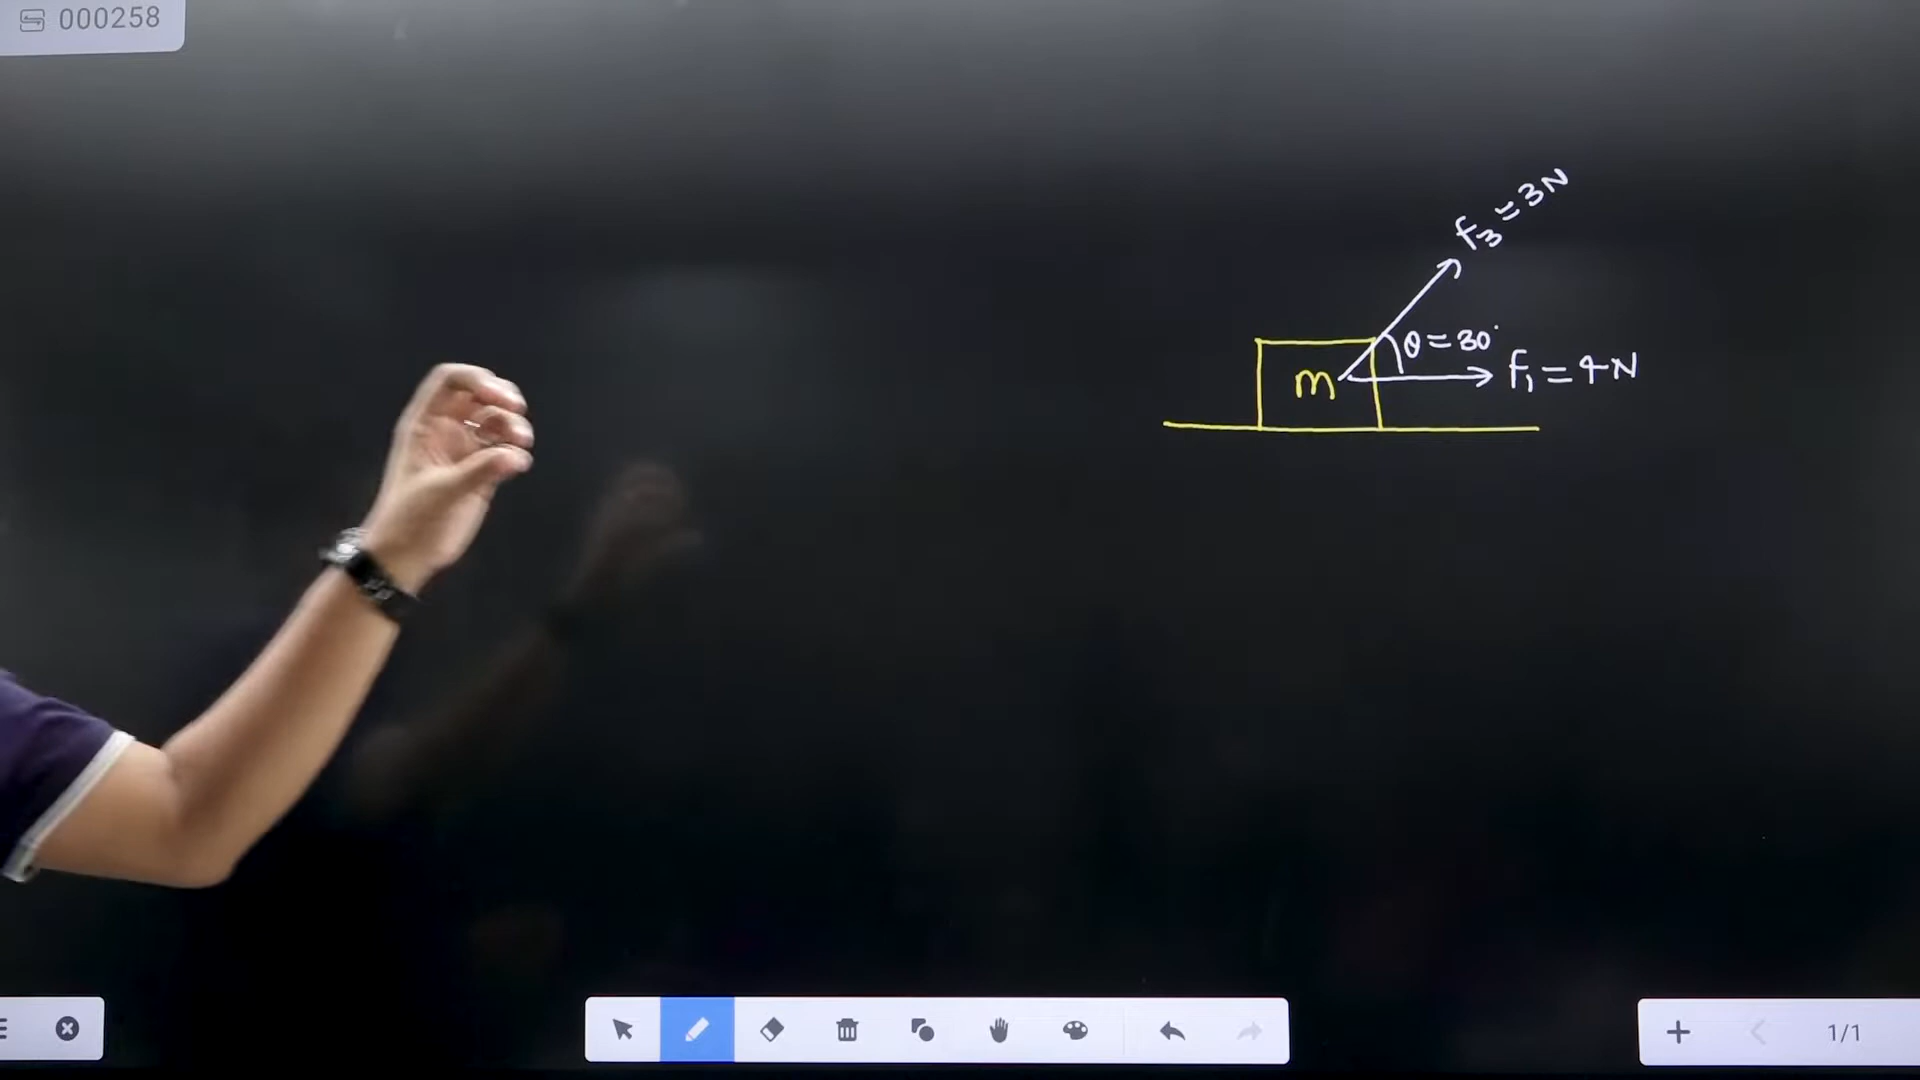 000258
f₃ = 3N
θ = 30°
f₁ = 4N
m
1/1